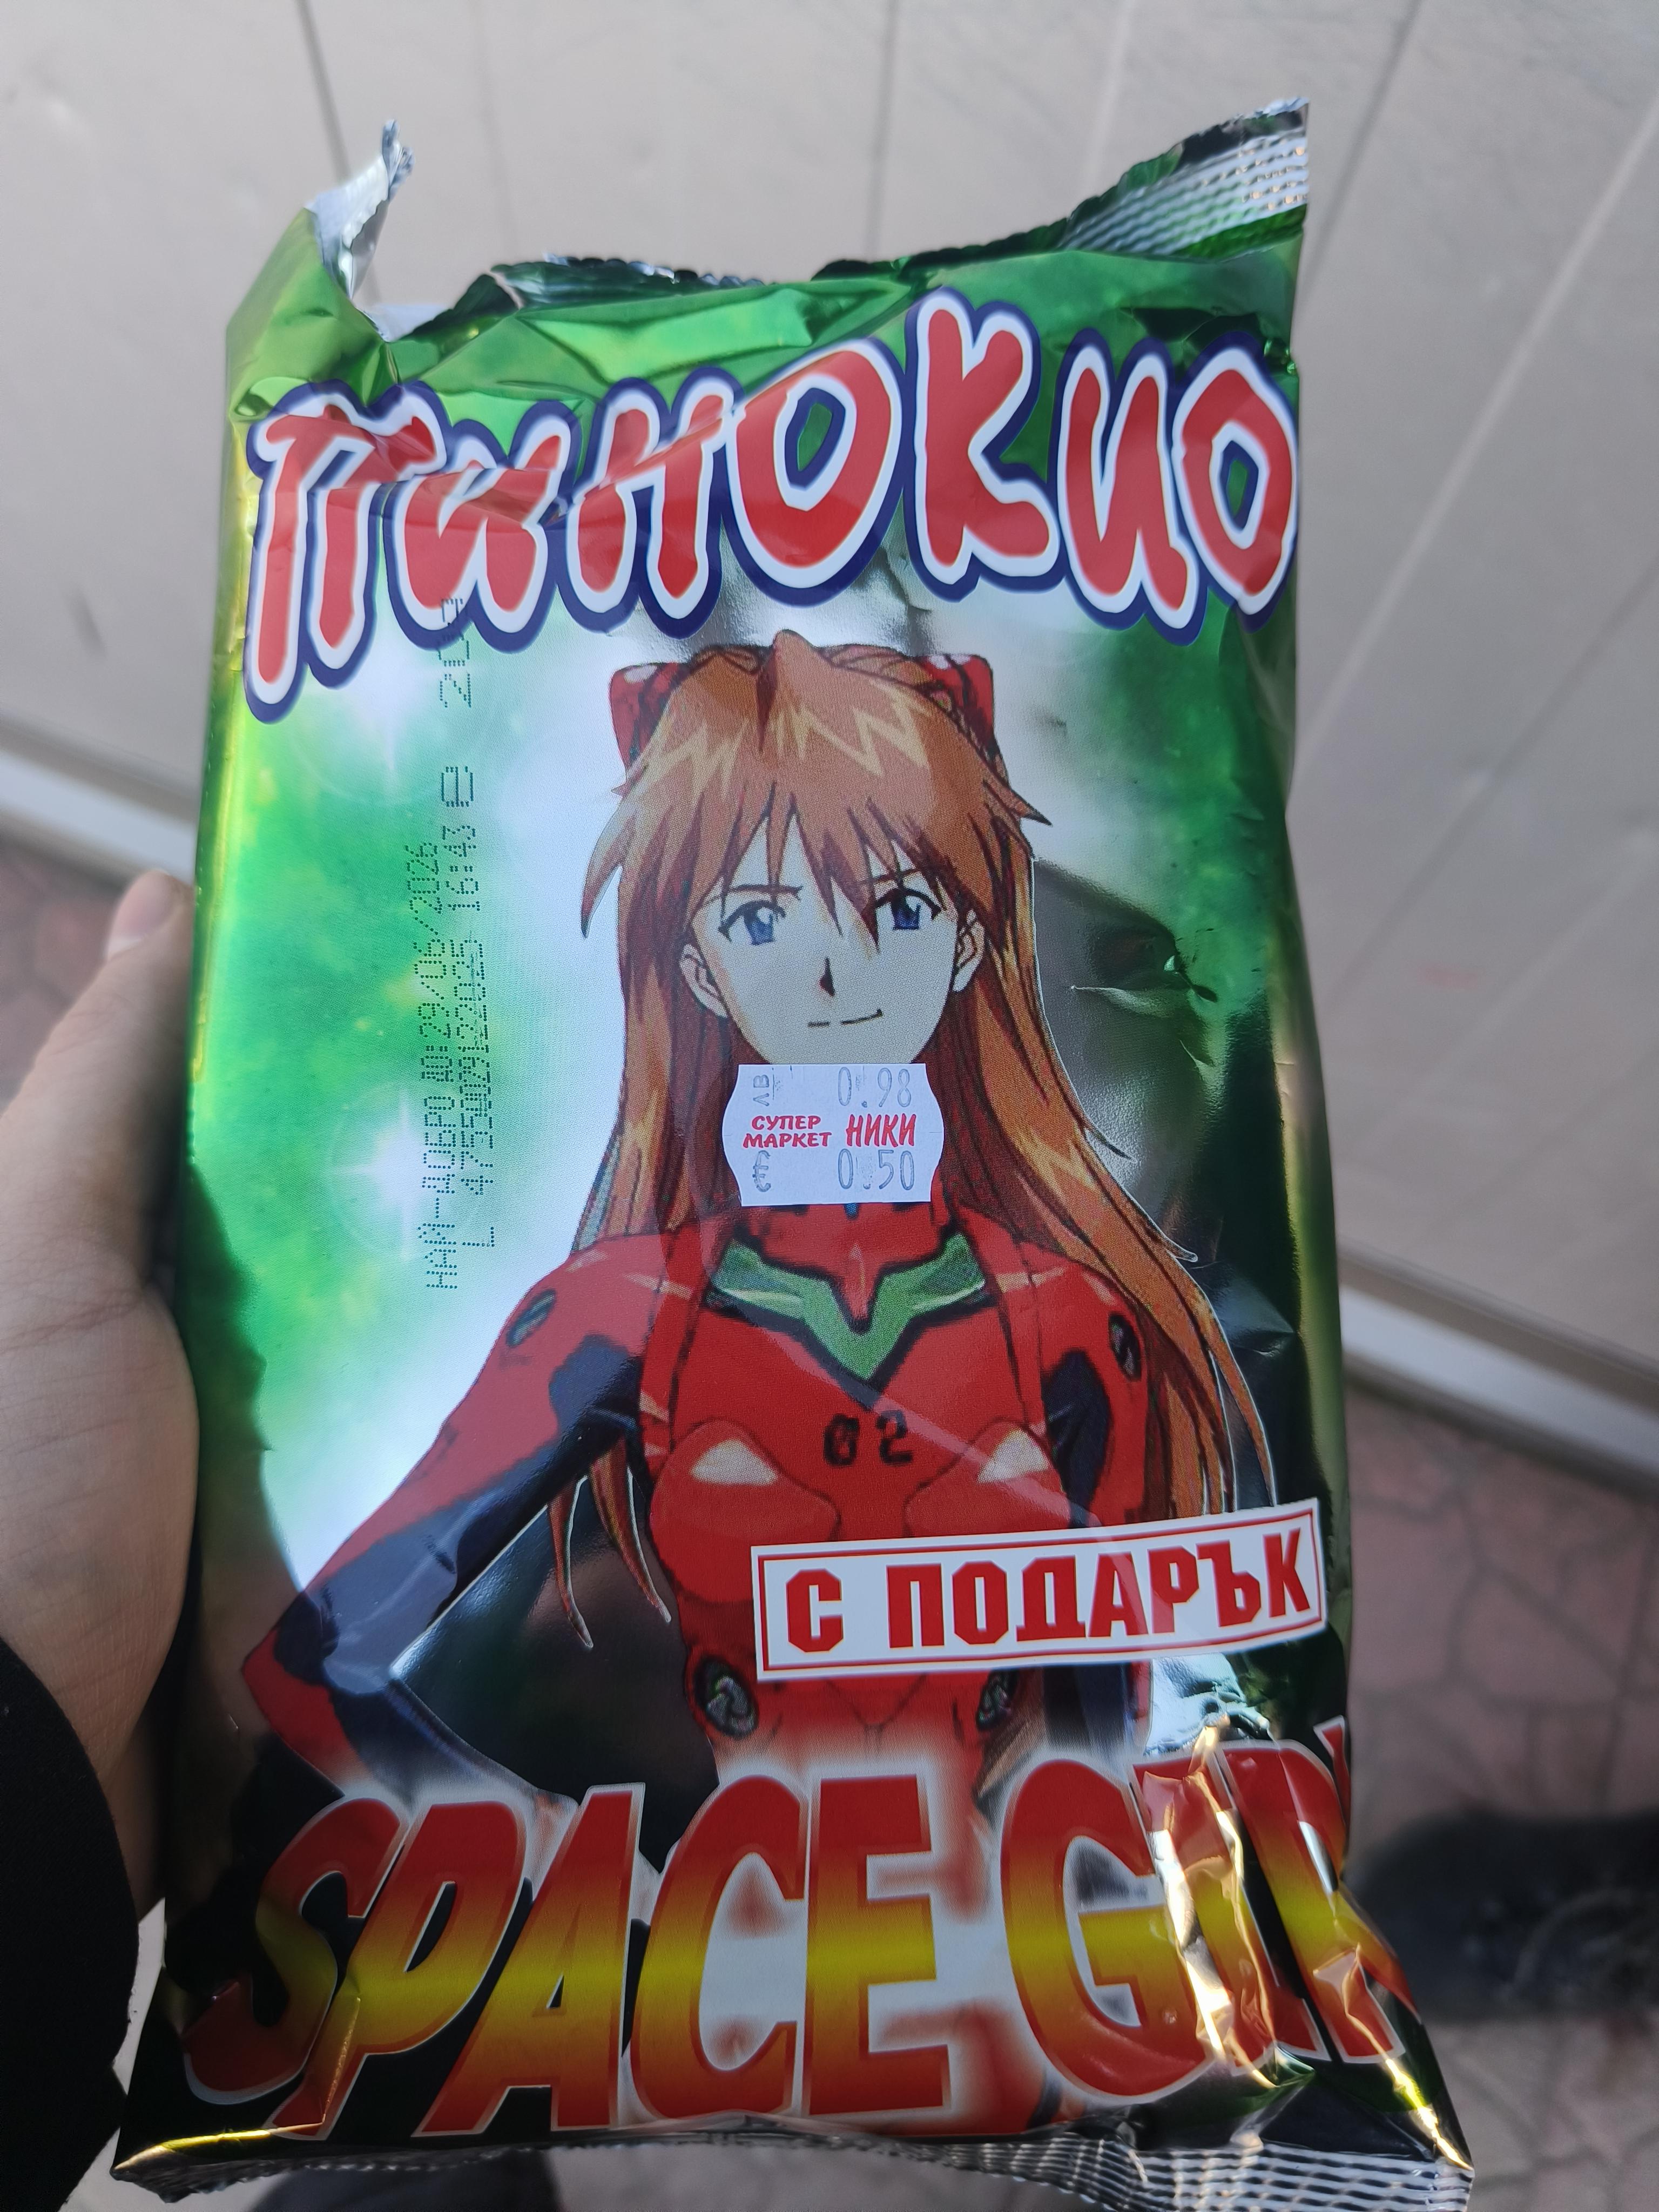 ПИНОКИО
НАЙ-ДОБРО ДО:29/06/2026
16:43 E
ЛВ 0.98
СУПЕР МАРКЕТ НИКИ
€ 0.50
02
С ПОДАРЪК
SPACE GIRL